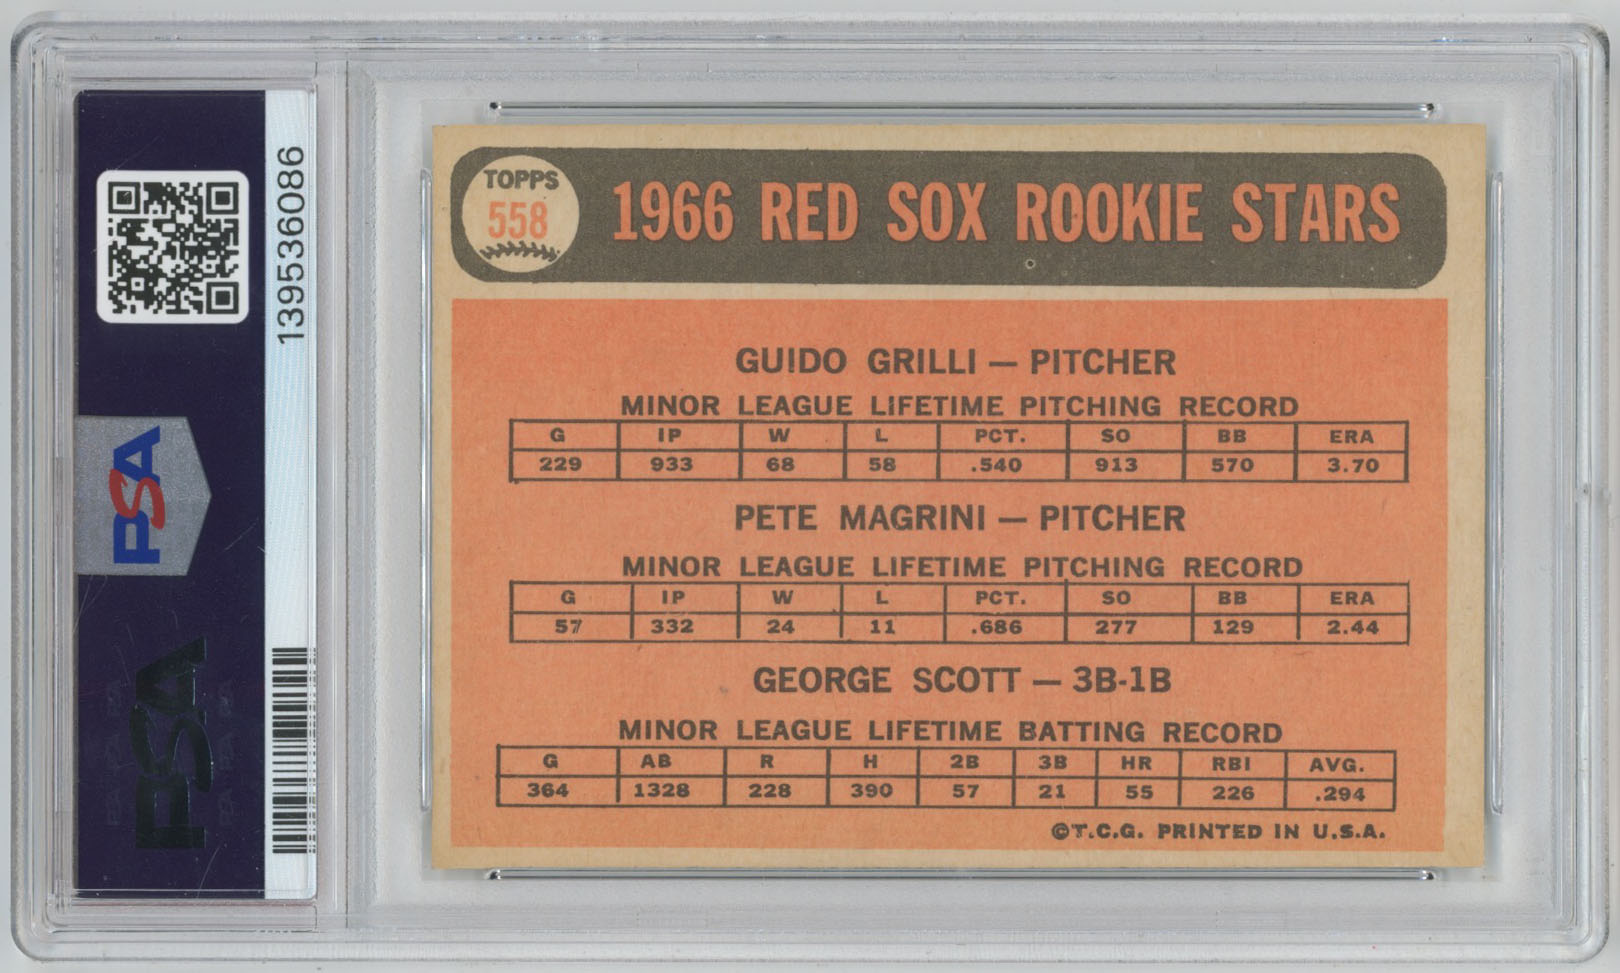 139536086
PSA
PSA
TOPPS
558
1966 RED SOX ROOKIE STARS
GUIDO GRILLI — PITCHER
MINOR LEAGUE LIFETIME PITCHING RECORD
G IP W L PCT. SO BB ERA
229 933 68 58 .540 913 570 3.70
PETE MAGRINI — PITCHER
MINOR LEAGUE LIFETIME PITCHING RECORD
G IP W L PCT. SO BB ERA
57 332 24 11 .686 277 129 2.44
GEORGE SCOTT — 3B-1B
MINOR LEAGUE LIFETIME BATTING RECORD
G AB R H 2B 3B HR RBI AVG.
364 1328 228 390 57 21 55 226 .294
©T.C.G. PRINTED IN U.S.A.